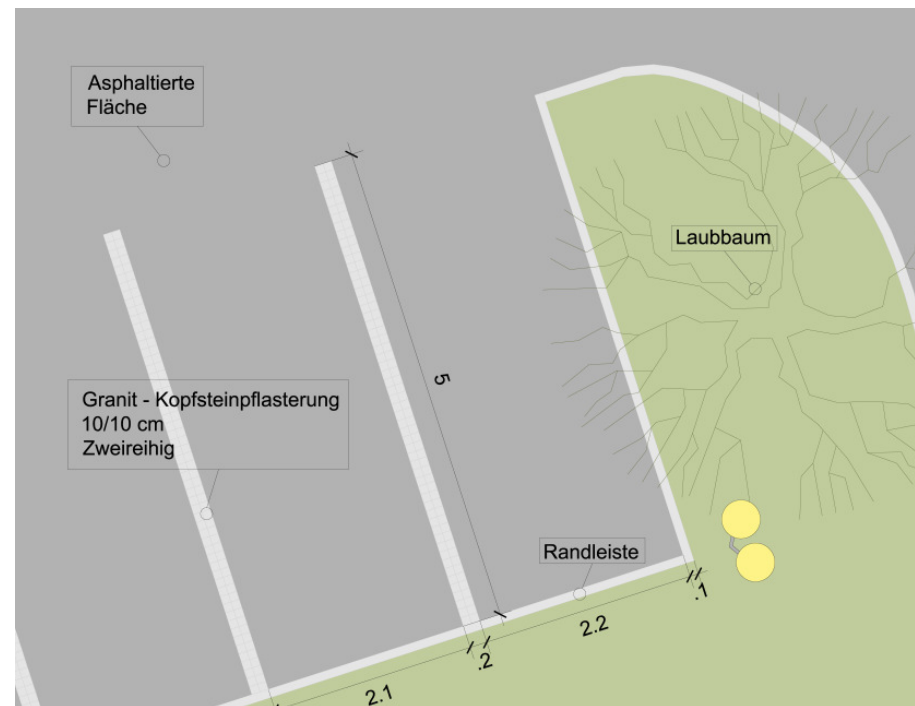 Asphaltierte
Fläche
Laubbaum
5
Granit - Kopfsteinpflasterung
10/10 cm
Zweireihig
Randleiste
.1
2.2
.2
2.1